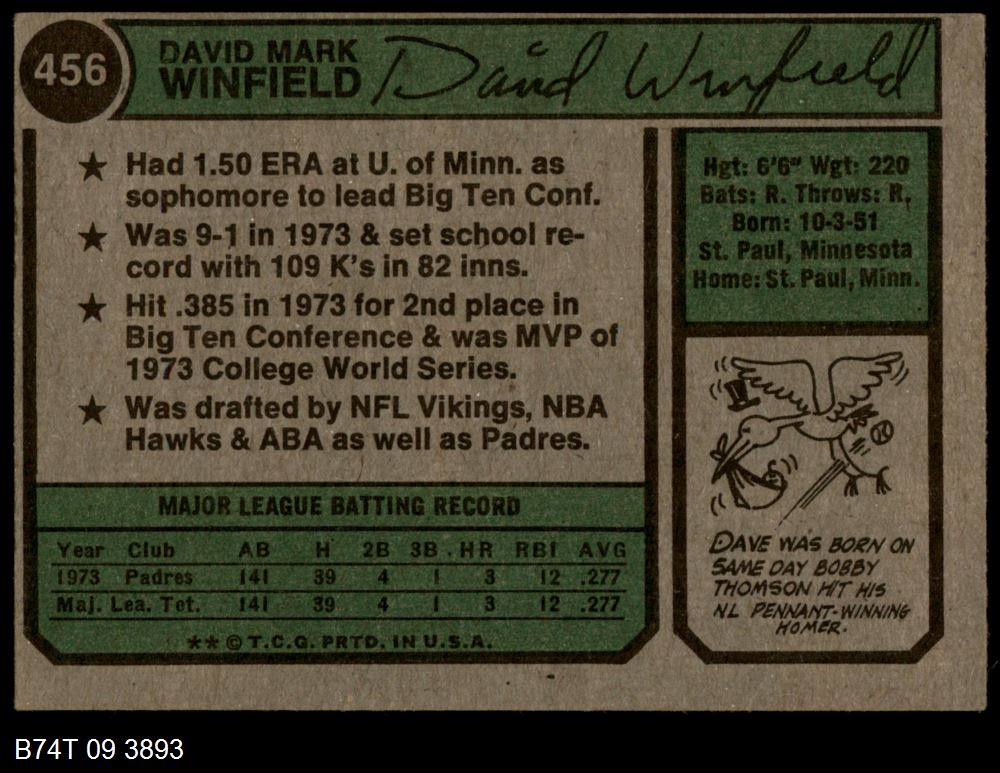 456
DAVID MARK
WINFIELD
David Winfield
★ Had 1.50 ERA at U. of Minn. as
sophomore to lead Big Ten Conf.
★ Was 9-1 in 1973 & set school re-
cord with 109 K's in 82 inns.
★ Hit .385 in 1973 for 2nd place in
Big Ten Conference & was MVP of
1973 College World Series.
★ Was drafted by NFL Vikings, NBA
Hawks & ABA as well as Padres.
MAJOR LEAGUE BATTING RECORD
Year Club AB H 2B 3B HR RBI AVG
1973 Padres 141 39 4 1 3 12 .277
Maj. Lea. Tot. 141 39 4 1 3 12 .277
** © T.C.G. PRTD. IN U.S.A.
Hgt: 6'6" Wgt: 220
Bats: R. Throws: R.
Born: 10-3-51
St. Paul, Minnesota
Home: St. Paul, Minn.
DAVE WAS BORN ON
SAME DAY BOBBY
THOMSON HIT HIS
NL PENNANT-WINNING
HOMER.
B74T 09 3893